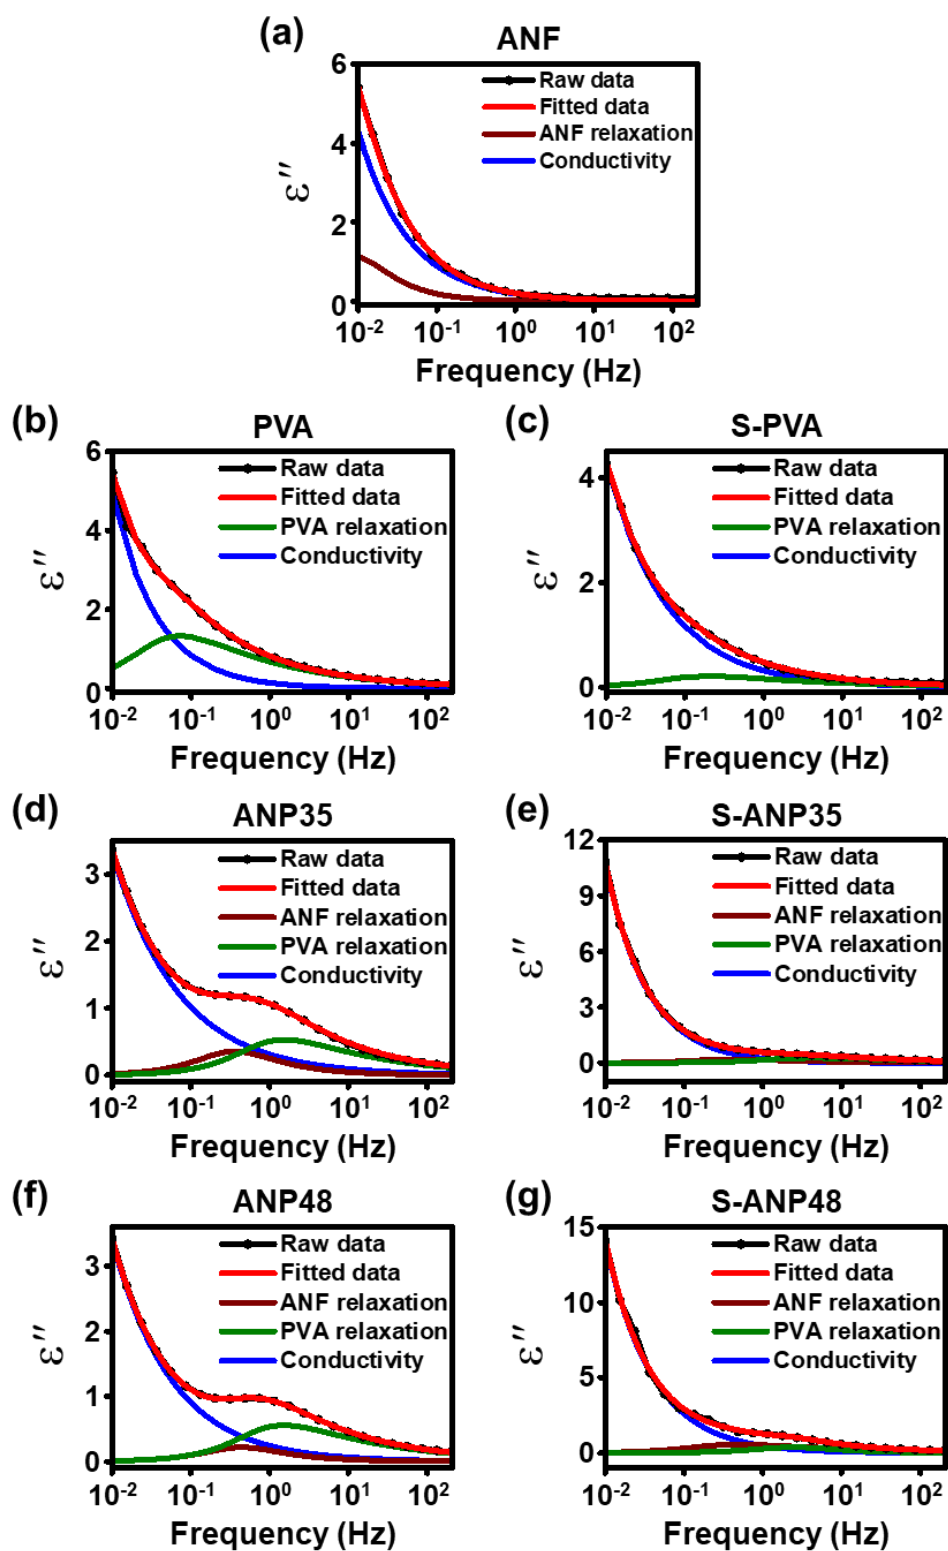 (a)
ANF
6
4
2
0
ε″
Raw data
Fitted data
ANF relaxation
Conductivity
10⁻² 10⁻¹ 10⁰ 10¹ 10²
Frequency (Hz)
(b)
PVA
6
4
2
0
ε″
Raw data
Fitted data
PVA relaxation
Conductivity
10⁻² 10⁻¹ 10⁰ 10¹ 10²
Frequency (Hz)
(c)
S-PVA
4
2
0
ε″
Raw data
Fitted data
PVA relaxation
Conductivity
10⁻² 10⁻¹ 10⁰ 10¹ 10²
Frequency (Hz)
(d)
ANP35
3
2
1
0
ε″
Raw data
Fitted data
ANF relaxation
PVA relaxation
Conductivity
10⁻² 10⁻¹ 10⁰ 10¹ 10²
Frequency (Hz)
(e)
S-ANP35
12
9
6
3
0
ε″
Raw data
Fitted data
ANF relaxation
PVA relaxation
Conductivity
10⁻² 10⁻¹ 10⁰ 10¹ 10²
Frequency (Hz)
(f)
ANP48
3
2
1
0
ε″
Raw data
Fitted data
ANF relaxation
PVA relaxation
Conductivity
10⁻² 10⁻¹ 10⁰ 10¹ 10²
Frequency (Hz)
(g)
S-ANP48
15
10
5
0
ε″
Raw data
Fitted data
ANF relaxation
PVA relaxation
Conductivity
10⁻² 10⁻¹ 10⁰ 10¹ 10²
Frequency (Hz)